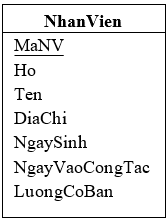 NhanVien
MaNV
Ho
Ten
DiaChi
NgaySinh
NgayVaoCongTac
LuongCoBan